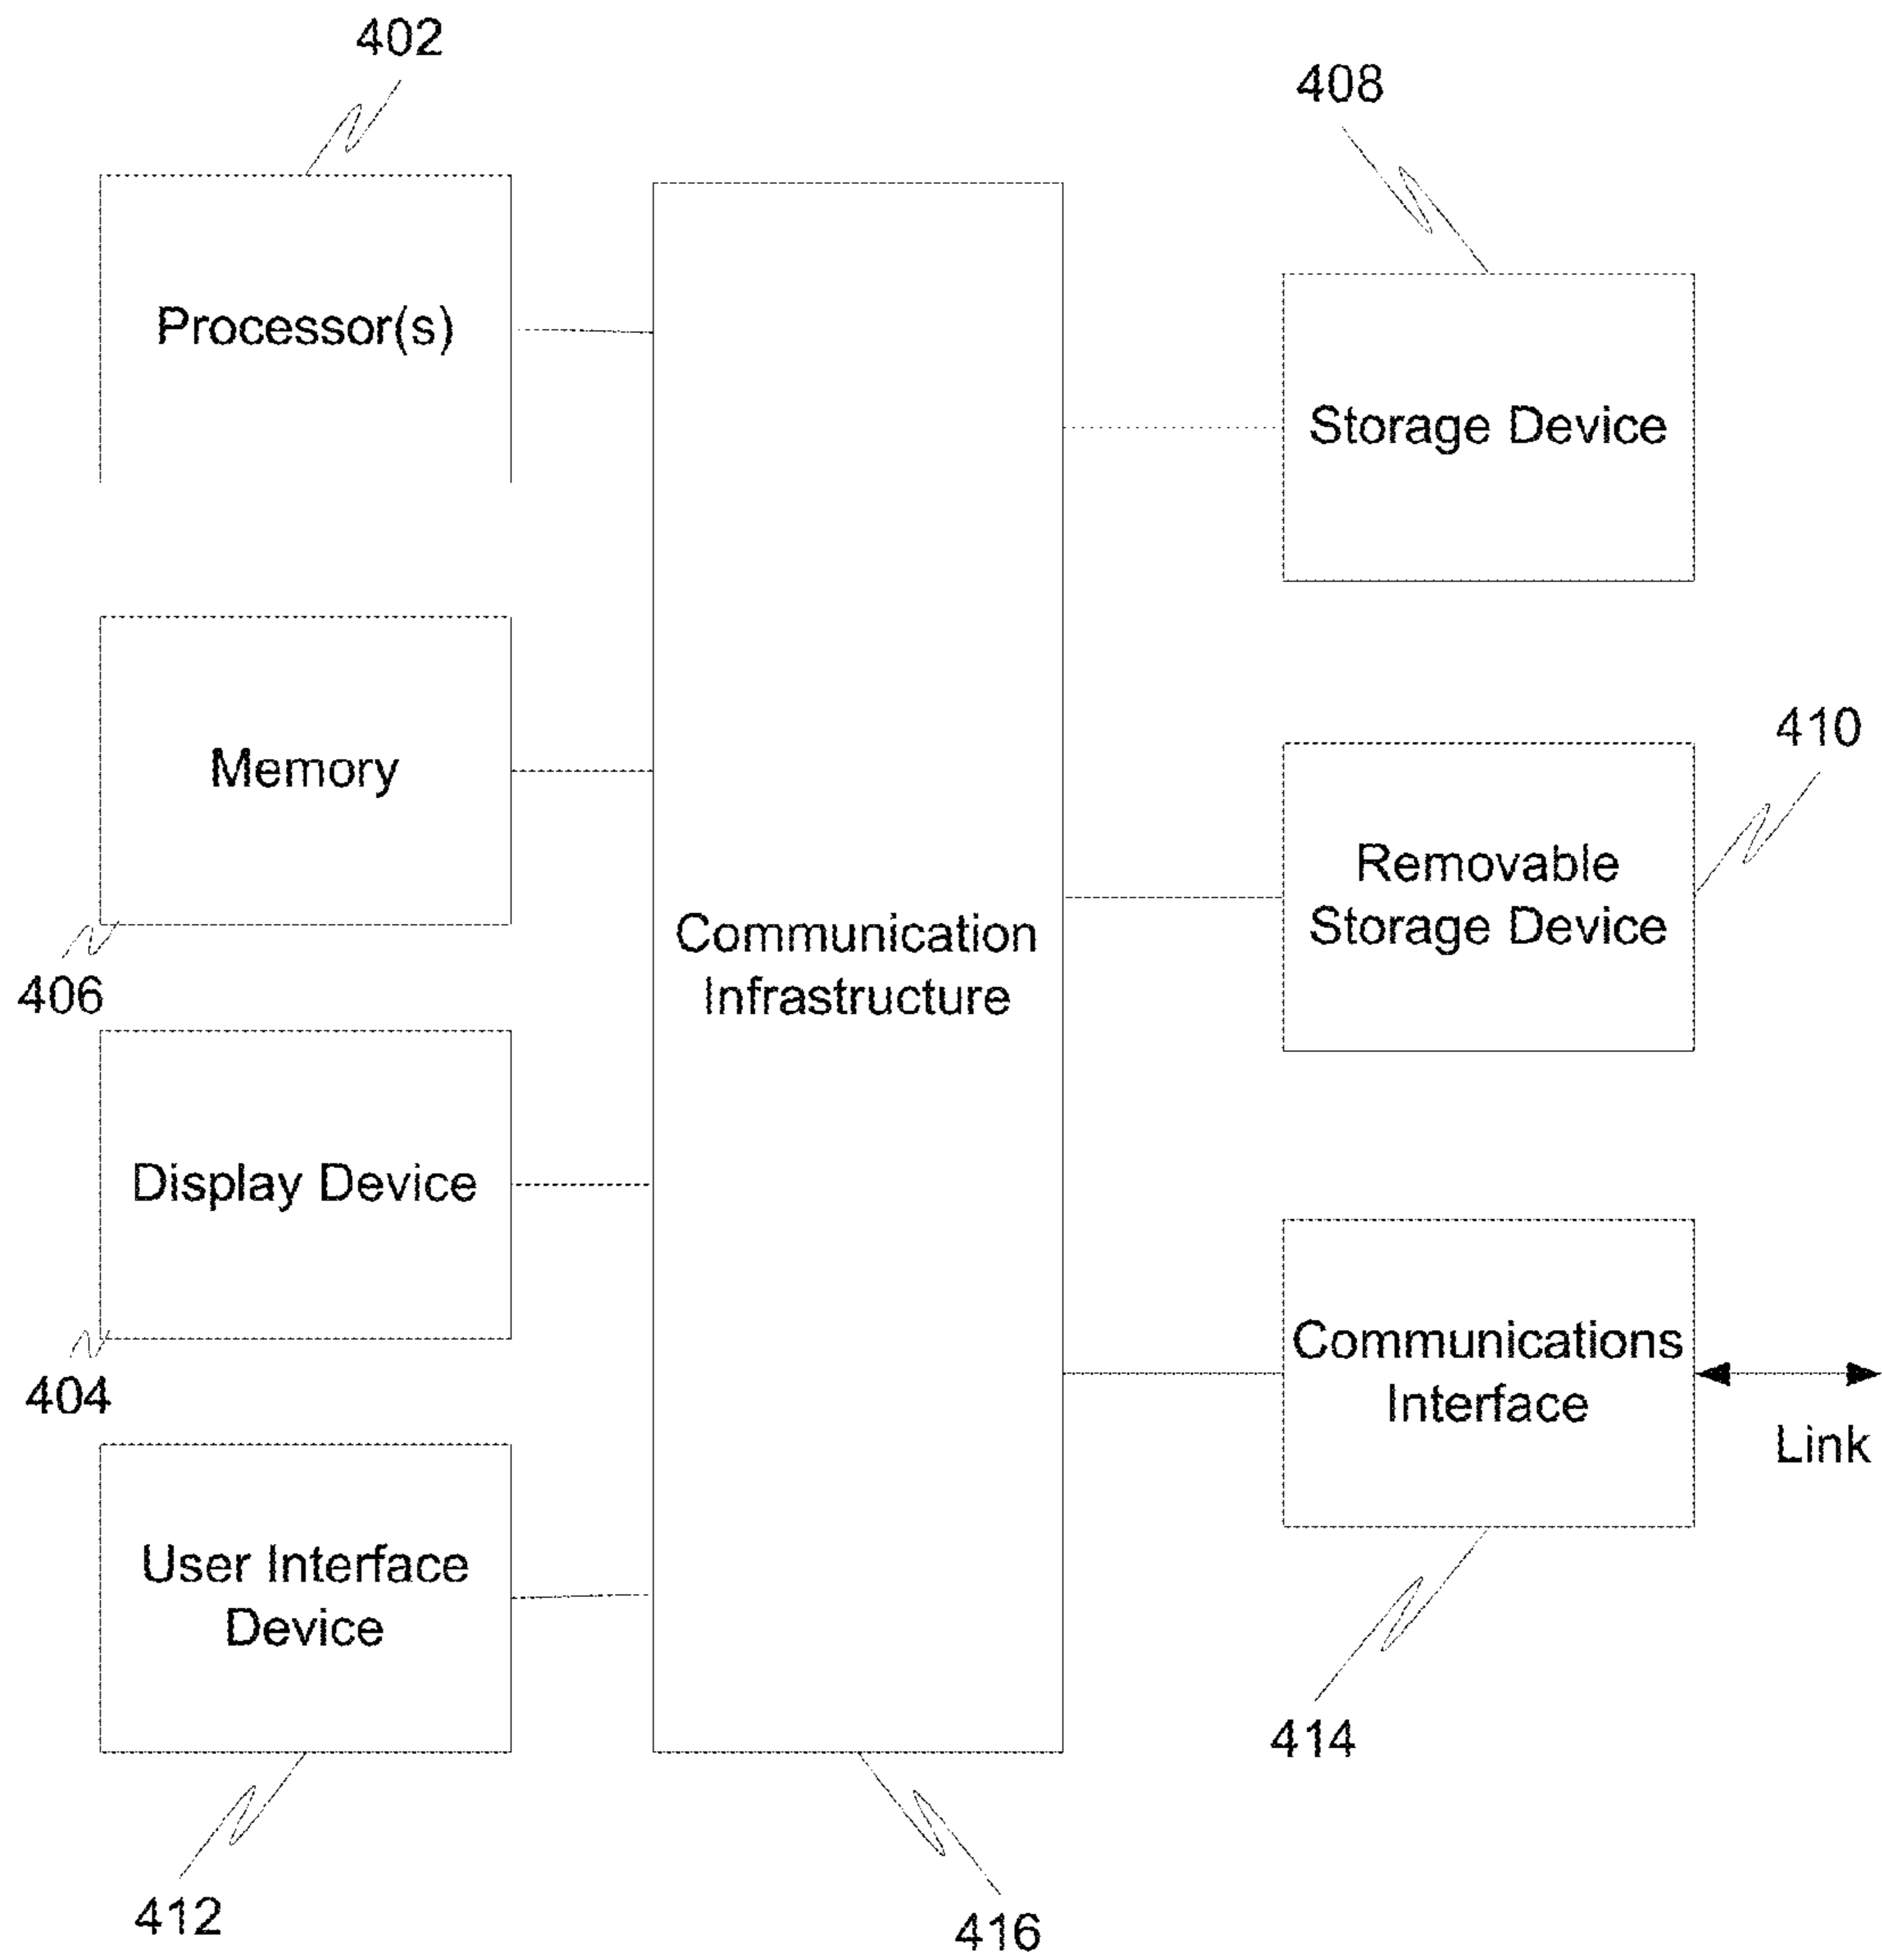 402
408
Processor(s)
Storage Device
410
Memory
Removable
Storage Device
406
Communication
Infrastructure
Display Device
404
Communications
Interface
Link
User Interface
Device
414
412
416